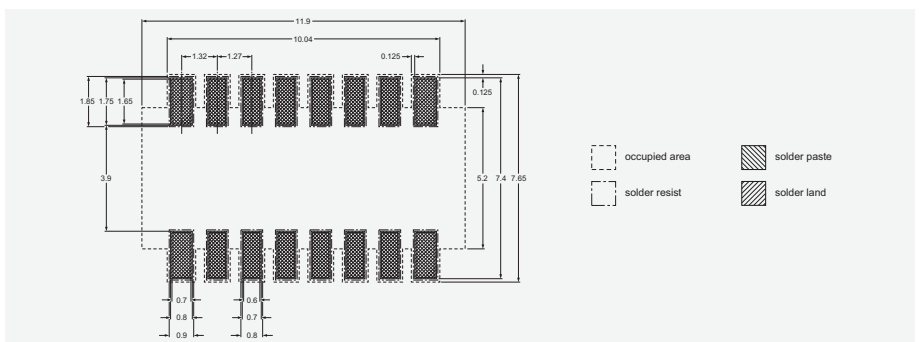 11.9
10.04
1.32 1.27 0.125
0.125
1.85 1.75 1.65
3.9 5.2 7.4 7.65
occupied area solder paste
solder resist solder land
0.7 0.6
0.8 0.7
0.9 0.8